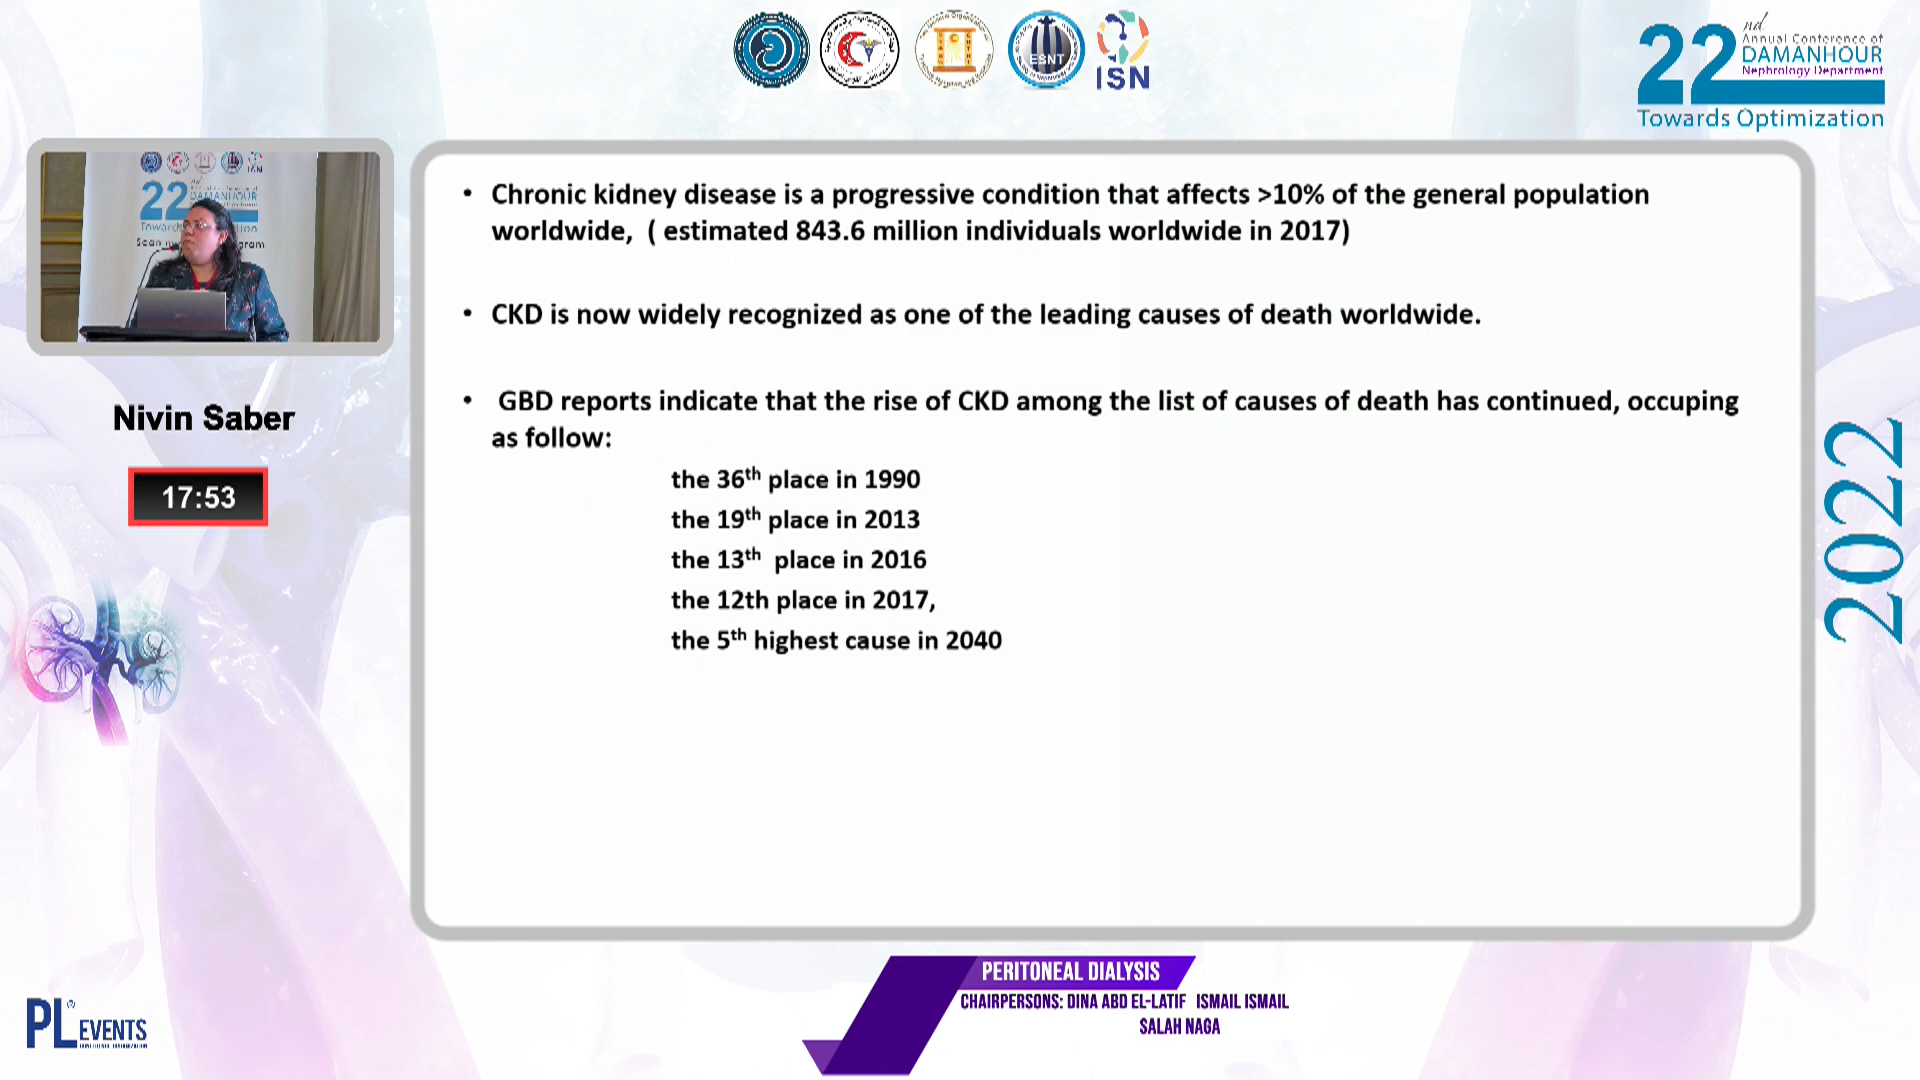 ESNT
ISN
22
nd
Annual Conference of
DAMANHOUR
Nephrology Department
Towards Optimization
22
DAMANHOUR
Nivin Saber
17:53
• Chronic kidney disease is a progressive condition that affects >10% of the general population
worldwide, ( estimated 843.6 million individuals worldwide in 2017)
• CKD is now widely recognized as one of the leading causes of death worldwide.
• GBD reports indicate that the rise of CKD among the list of causes of death has continued, occuping
as follow:
the 36th place in 1990
the 19th place in 2013
the 13th place in 2016
the 12th place in 2017,
the 5th highest cause in 2040
2022
PERITONEAL DIALYSIS
CHAIRPERSONS: DINA ABD EL-LATIF ISMAIL ISMAIL
SALAH NAGA
PL® EVENTS